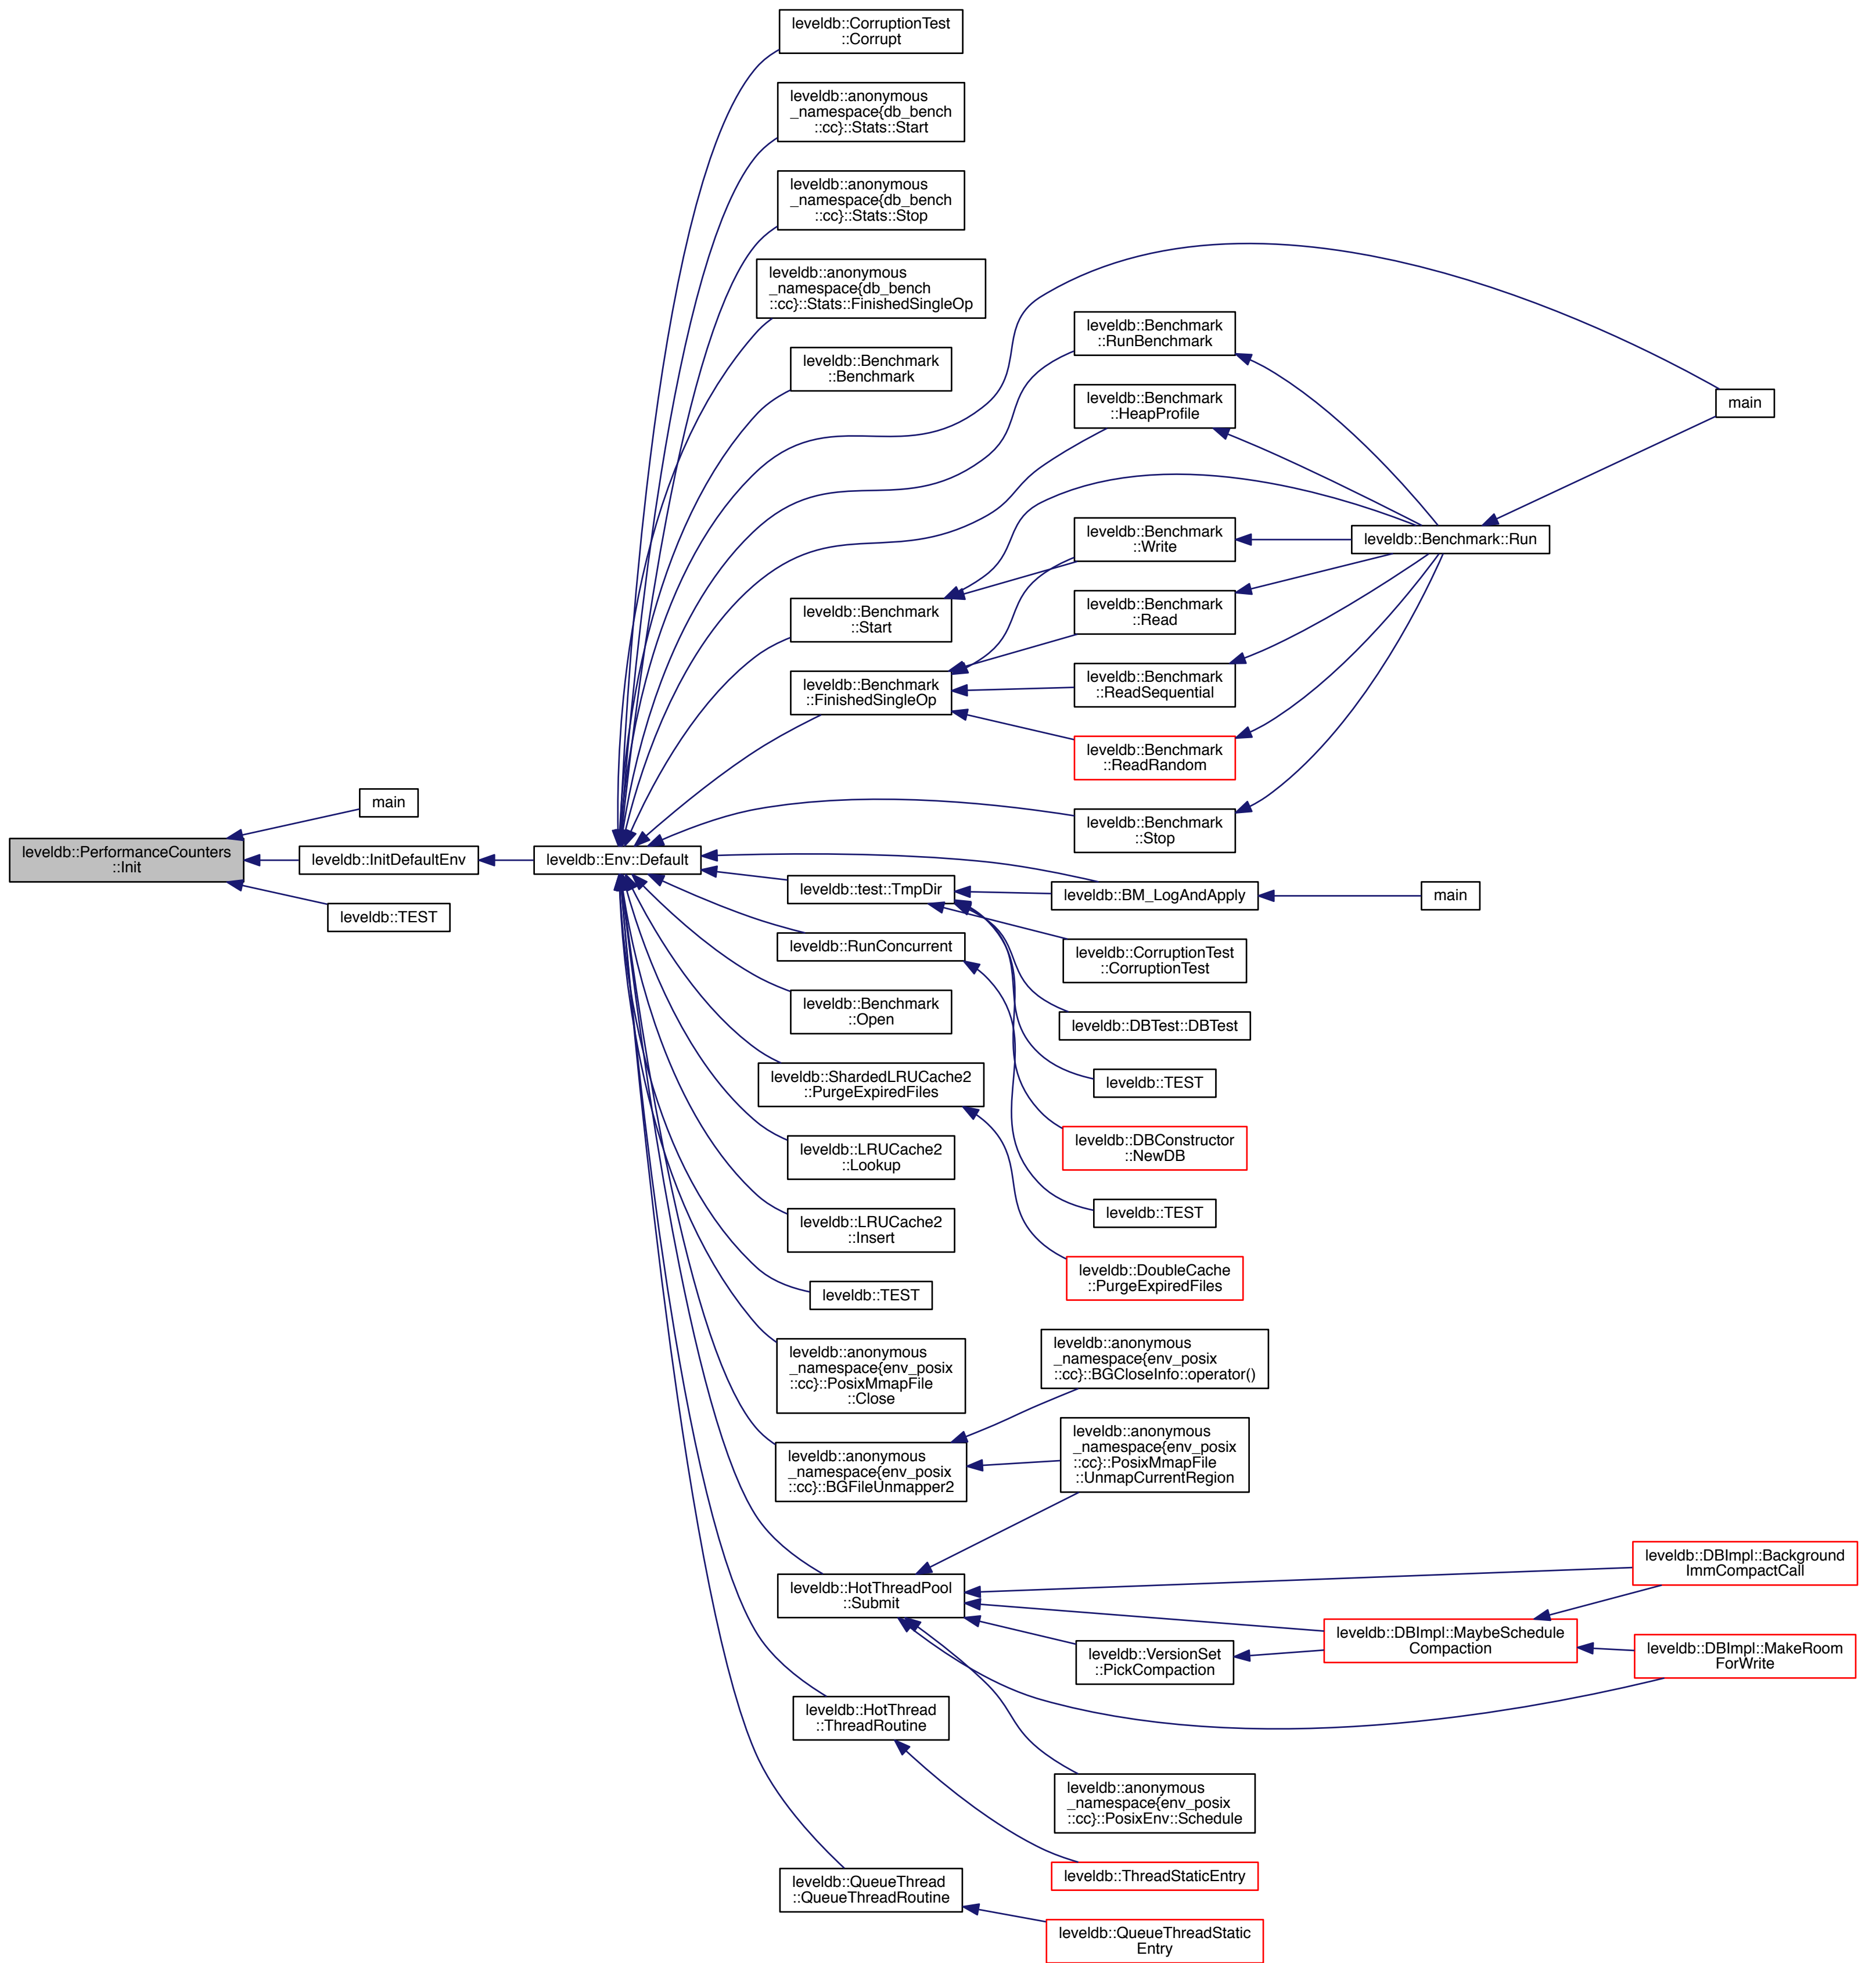 leveldb::CorruptionTest
::Corrupt
leveldb::anonymous
_namespace{db_bench
::cc}::Stats::Start
leveldb::anonymous
_namespace{db_bench
::cc}::Stats::Stop
leveldb::anonymous
_namespace{db_bench
::cc}::Stats::FinishedSingleOp
leveldb::Benchmark
::RunBenchmark
leveldb::Benchmark
::Benchmark
leveldb::Benchmark
::HeapProfile
main
leveldb::Benchmark
::Write
leveldb::Benchmark::Run
leveldb::Benchmark
::Start
leveldb::Benchmark
::Read
leveldb::Benchmark
::FinishedSingleOp
leveldb::Benchmark
::ReadSequential
leveldb::Benchmark
::ReadRandom
main
leveldb::Benchmark
::Stop
leveldb::PerformanceCounters
::Init
leveldb::InitDefaultEnv
leveldb::Env::Default
leveldb::test::TmpDir
leveldb::BM_LogAndApply
main
leveldb::TEST
leveldb::RunConcurrent
leveldb::CorruptionTest
::CorruptionTest
leveldb::Benchmark
::Open
leveldb::DBTest::DBTest
leveldb::ShardedLRUCache2
::PurgeExpiredFiles
leveldb::TEST
leveldb::LRUCache2
::Lookup
leveldb::DBConstructor
::NewDB
leveldb::LRUCache2
::Insert
leveldb::TEST
leveldb::TEST
leveldb::DoubleCache
::PurgeExpiredFiles
leveldb::anonymous
_namespace{env_posix
::cc}::PosixMmapFile
::Close
leveldb::anonymous
_namespace{env_posix
::cc}::BGCloseInfo::operator()
leveldb::anonymous
_namespace{env_posix
::cc}::BGFileUnmapper2
leveldb::anonymous
_namespace{env_posix
::cc}::PosixMmapFile
::UnmapCurrentRegion
leveldb::HotThreadPool
::Submit
leveldb::DBImpl::Background
ImmCompactCall
leveldb::DBImpl::MaybeSchedule
Compaction
leveldb::VersionSet
::PickCompaction
leveldb::DBImpl::MakeRoom
ForWrite
leveldb::HotThread
::ThreadRoutine
leveldb::anonymous
_namespace{env_posix
::cc}::PosixEnv::Schedule
leveldb::ThreadStaticEntry
leveldb::QueueThread
::QueueThreadRoutine
leveldb::QueueThreadStatic
Entry